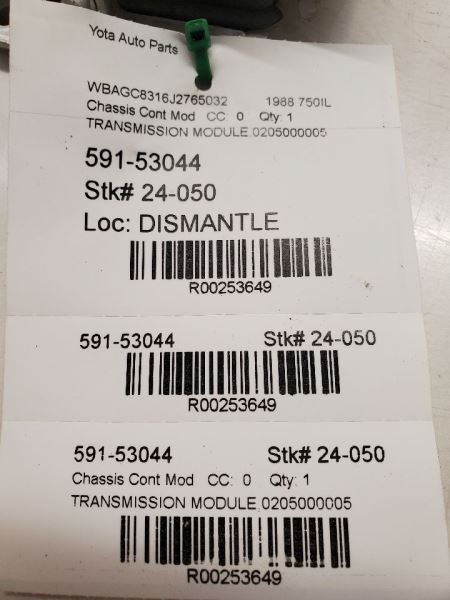 Yota Auto Parts
WBAGC8316J2765032 1988 750IL
Chassis Cont Mod CC: 0 Qty: 1
TRANSMISSION MODULE.0205000005
591-53044
Stk# 24-050
Loc: DISMANTLE
R00253649
591-53044 Stk# 24-050
R00253649
591-53044 Stk# 24-050
Chassis Cont Mod CC: 0 Qty: 1
TRANSMISSION MODULE.0205000005
R00253649